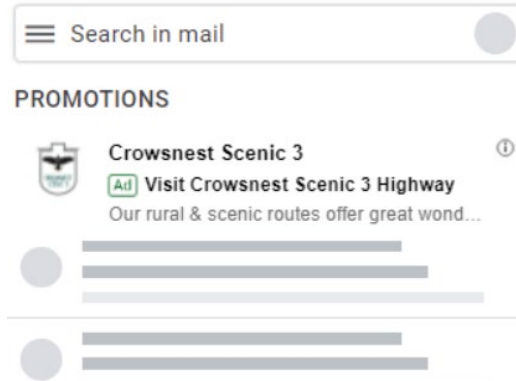 Search in mail
PROMOTIONS
Crowsnest Scenic 3
Ad Visit Crowsnest Scenic 3 Highway
Our rural & scenic routes offer great wond...